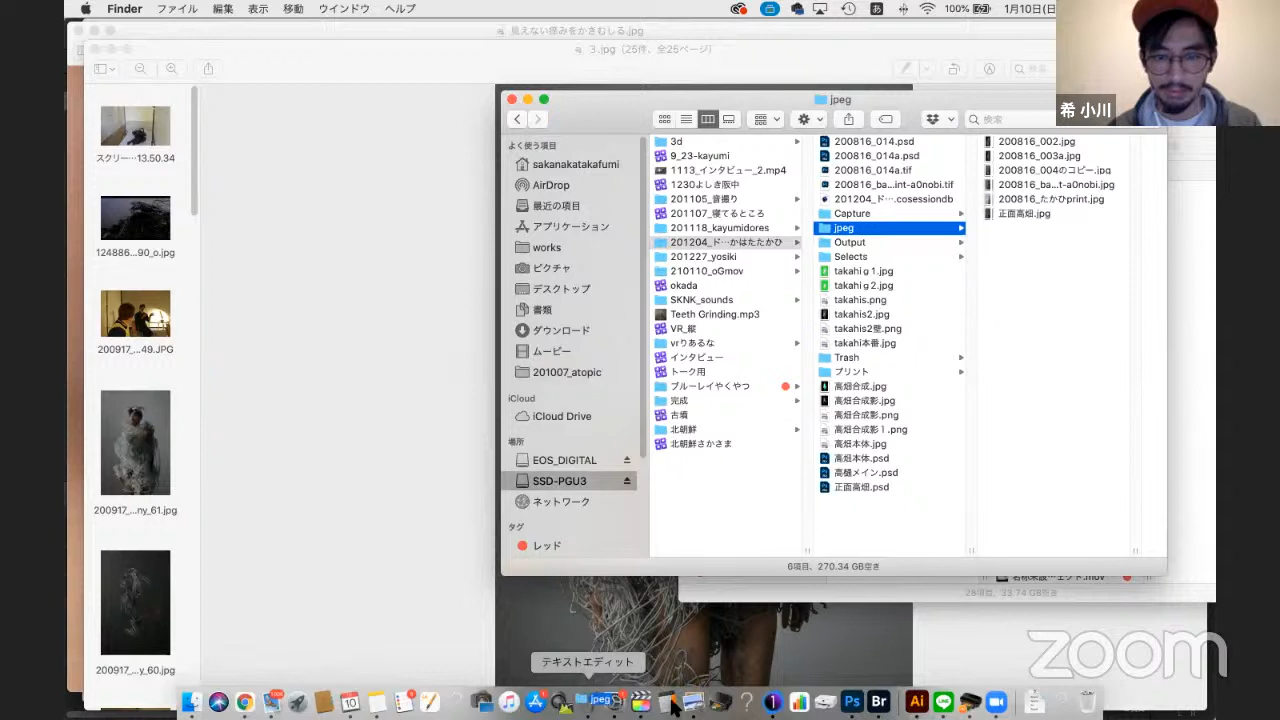 Finder ファイル 編集 表示 移動 ウインドウ ヘルプ 100% 1月10日(日
見えない痒みをかきむしる.jpg
3.jpg（25件、全25ページ）
検索
希 小川
スクリー…13.50.34
124886…90_o.jpg
200917_…49.JPG
200917_…ny_61.jpg
200917_…y_60.jpg
jpeg
検索
よく使う項目
sakanakatakafumi
AirDrop
最近の項目
アプリケーション
works
ピクチャ
デスクトップ
書類
ダウンロード
ムービー
201007_atopic
iCloud
iCloud Drive
場所
EOS_DIGITAL
SSD-PGU3
ネットワーク
タグ
レッド
3d
9_23-kayumi
1113_インタビュー_2.mp4
1230よしき阪中
201105_音撮り
201107_寝てるところ
201118_kayumidores
201204_ド…かはたたかひ
201227_yosiki
210110_oGmov
okada
SKNK_sounds
Teeth Grinding.mp3
VR_縦
vrりあるな
インタビュー
トーク用
ブルーレイやくやつ
完成
古墳
北朝鮮
北朝鮮さかさま
200816_014.psd
200816_014a.psd
200816_014a.tif
200816_ba…int-a0nobi.tif
201204_ド….cosessiondb
Capture
jpeg
Output
Selects
takahig1.jpg
takahig2.jpg
takahis.png
takahis2.jpg
takahis2壁.png
takahi本番.jpg
Trash
プリント
高畑合成.jpg
高畑合成影.jpg
高畑合成影.png
高畑合成影１.png
高畑本体.jpg
高畑本体.psd
高樋メイン.psd
正面高畑.psd
200816_002.jpg
200816_003a.jpg
200816_004のコピー.jpg
200816_ba…t-a0nobi.jpg
200816_たかひprint.jpg
正面高畑.jpg
6項目、270.34 GB空き
28項目、33.74 GB空き
テキストエディット
jpeg
zoom